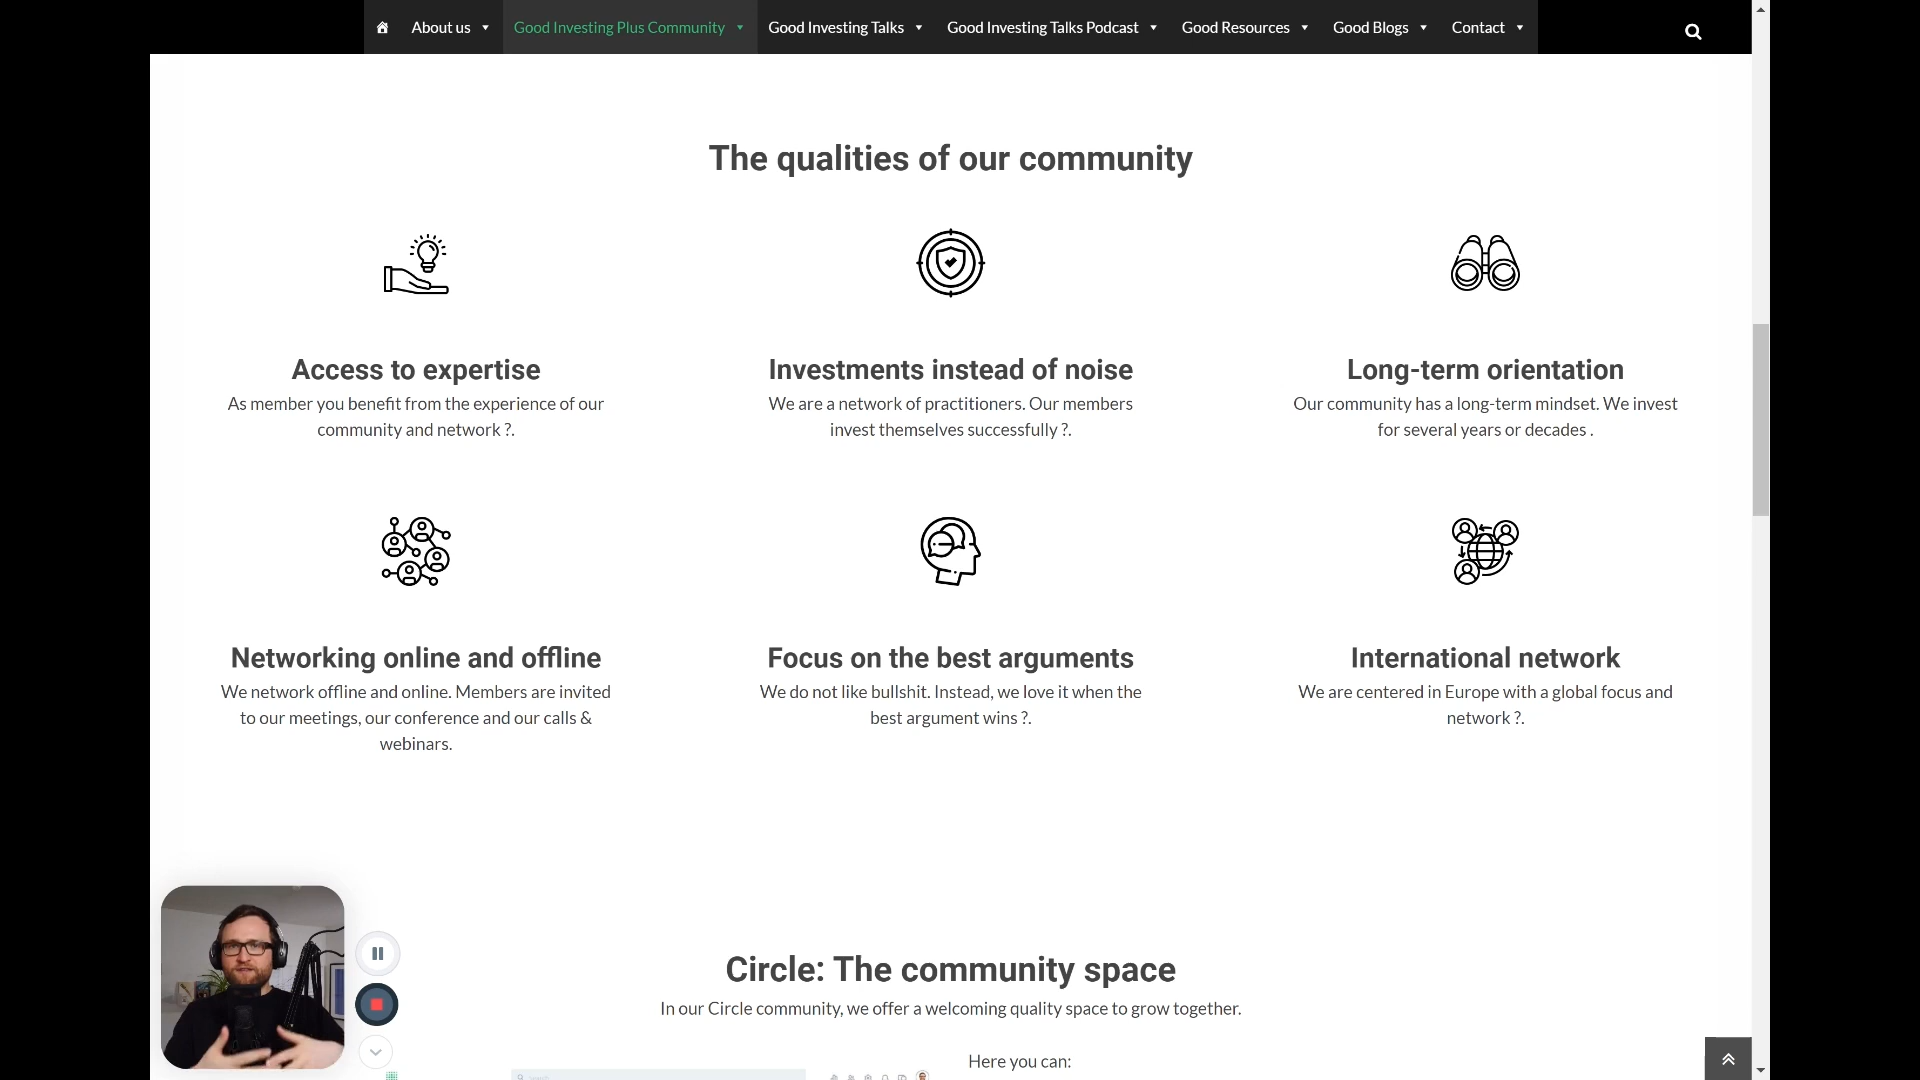 About us
Good Investing Plus Community
Good Investing Talks
Good Investing Talks Podcast
Good Resources
Good Blogs
Contact
The qualities of our community
Access to expertise
As member you benefit from the experience of our
community and network ?.
Investments instead of noise
We are a network of practitioners. Our members
invest themselves successfully ?.
Long-term orientation
Our community has a long-term mindset. We invest
for several years or decades .
Networking online and offline
We network offline and online. Members are invited
to our meetings, our conference and our calls &
webinars.
Focus on the best arguments
We do not like bullshit. Instead, we love it when the
best argument wins ?.
International network
We are centered in Europe with a global focus and
network ?.
Circle: The community space
In our Circle community, we offer a welcoming quality space to grow together.
Here you can: